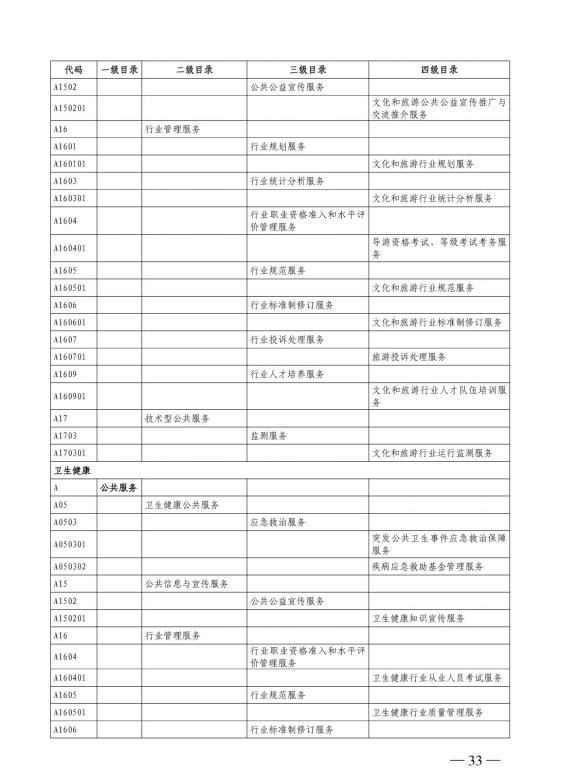 代码 一级目录 二级目录 三级目录 四级目录
A1502 公共公益宣传服务
A150201 文化和旅游公共公益宣传推广与
交流推介服务
A16 行业管理服务
A1601 行业规划服务
A160101 文化和旅游行业规划服务
A1603 行业统计分析服务
A160301 文化和旅游行业统计分析服务
A1604 行业职业资格准入和水平评
价管理服务
A160401 导游资格考试、等级考试考务服
务
A1605 行业规范服务
A160501 文化和旅游行业规范服务
A1606 行业标准制修订服务
A160601 文化和旅游行业标准制修订服务
A1607 行业投诉处理服务
A160701 旅游投诉处理服务
A1609 行业人才培养服务
A160901 文化和旅游行业人才队伍培训服
务
A17 技术型公共服务
A1703 监测服务
A170301 文化和旅游行业运行监测服务
卫生健康
A 公共服务
A05 卫生健康公共服务
A0503 应急救治服务
A050301 突发公共卫生事件应急救治保障
服务
A050302 疾病应急救助基金管理服务
A15 公共信息与宣传服务
A1502 公共公益宣传服务
A150201 卫生健康知识宣传服务
A16 行业管理服务
A1604 行业职业资格准入和水平评
价管理服务
A160401 卫生健康行业从业人员考试服务
A1605 行业规范服务
A160501 卫生健康行业质量管理服务
A1606 行业标准制修订服务
— 33 —